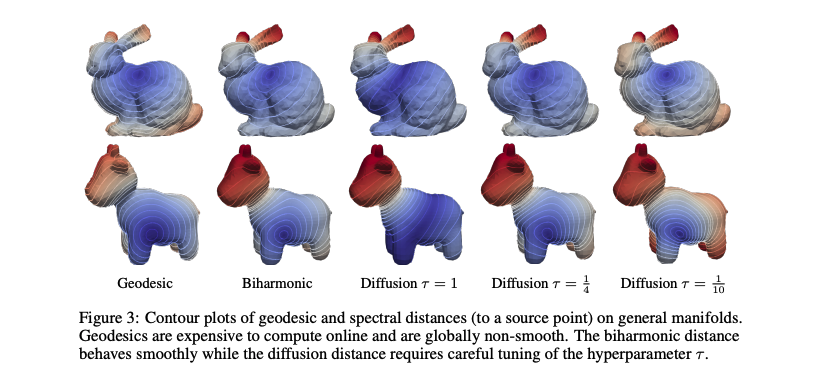 Geodesic Biharmonic Diffusion τ = 1 Diffusion τ = 1/4 Diffusion τ = 1/10
Figure 3: Contour plots of geodesic and spectral distances (to a source point) on general manifolds.
Geodesics are expensive to compute online and are globally non-smooth. The biharmonic distance
behaves smoothly while the diffusion distance requires careful tuning of the hyperparameter τ.